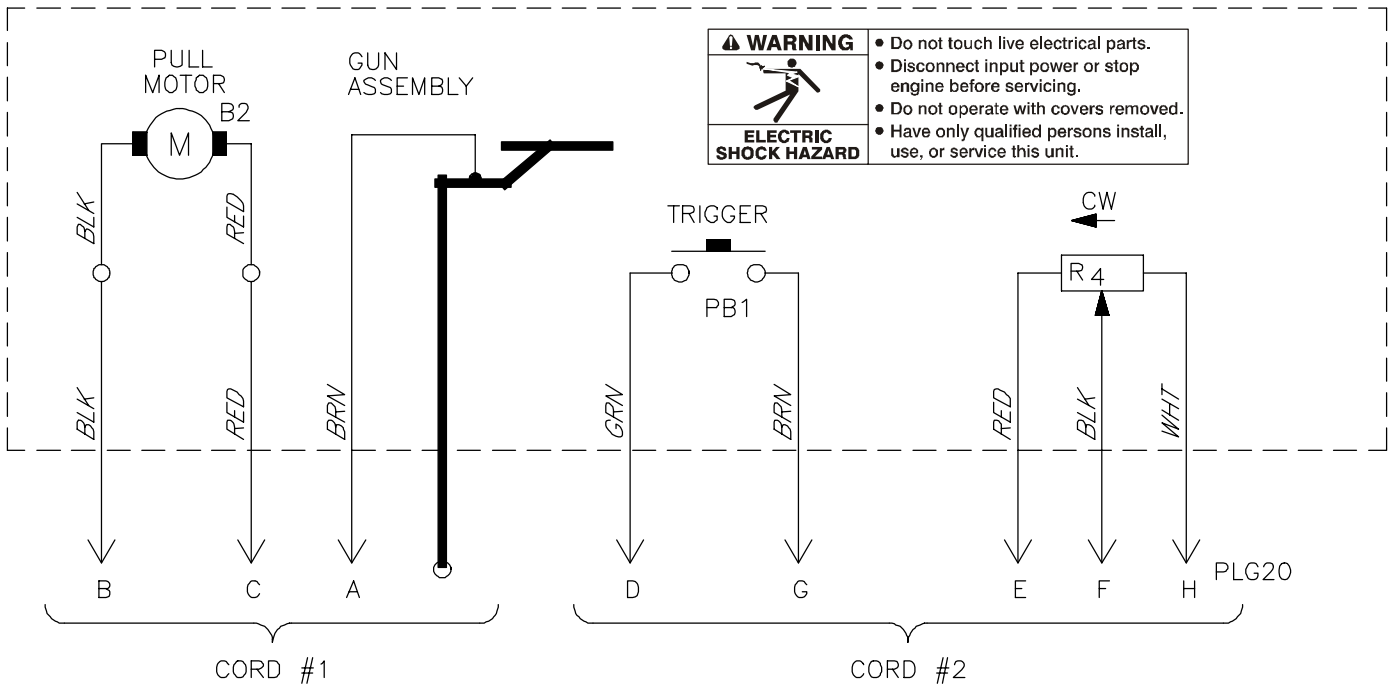 PULL
MOTOR
B2
M
GUN
ASSEMBLY
WARNING
ELECTRIC
SHOCK HAZARD
• Do not touch live electrical parts.
• Disconnect input power or stop
engine before servicing.
• Do not operate with covers removed.
• Have only qualified persons install,
use, or service this unit.
CW
TRIGGER
R4
PB1
BLK
RED
BLK
RED
BRN
GRN
BRN
RED
BLK
WHT
B
C
A
D
G
E
F
H
PLG20
CORD #1
CORD #2